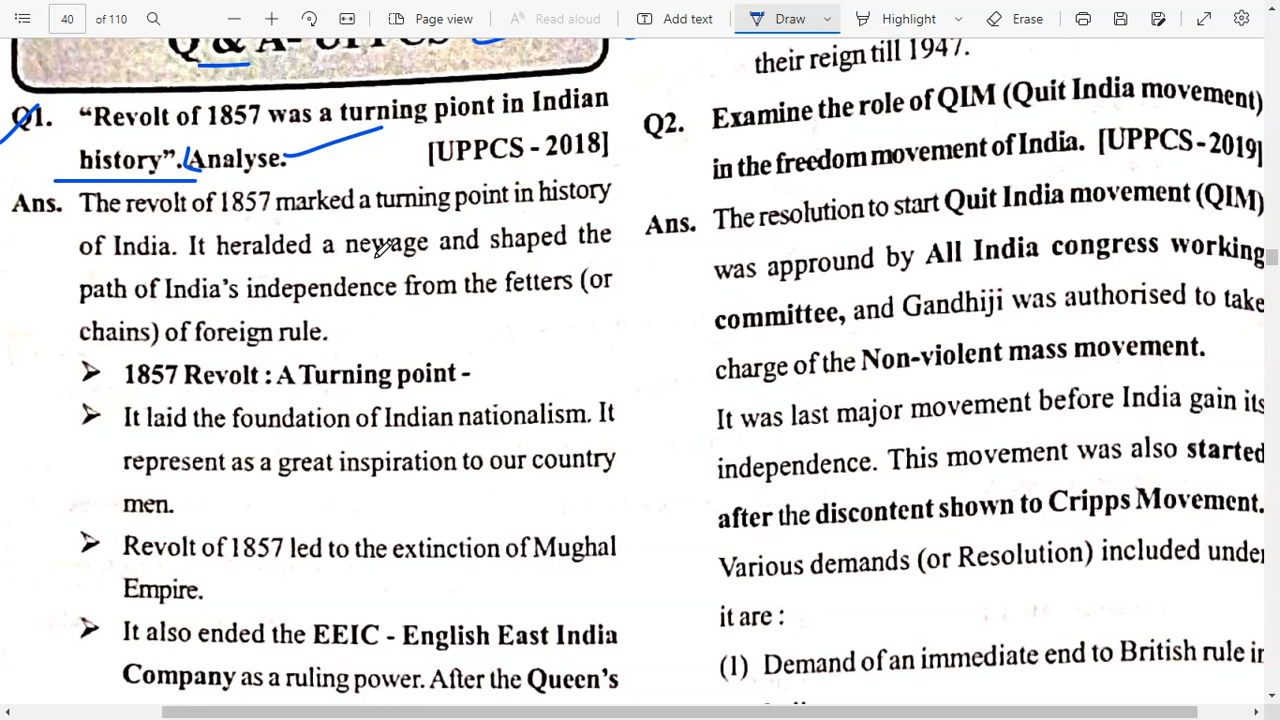 40
of 110
Page view
Read aloud
Add text
Draw
Highlight
Erase
Q & A- UPPCS
Q1. “Revolt of 1857 was a turning piont in Indian
history”. Analyse. [UPPCS - 2018]
Ans. The revolt of 1857 marked a turning point in history
of India. It heralded a new age and shaped the
path of India’s independence from the fetters (or
chains) of foreign rule.
➤ 1857 Revolt : A Turning point -
➤ It laid the foundation of Indian nationalism. It
represent as a great inspiration to our country
men.
➤ Revolt of 1857 led to the extinction of Mughal
Empire.
➤ It also ended the EEIC - English East India
Company as a ruling power. After the Queen’s
their reign till 1947.
Q2. Examine the role of QIM (Quit India movement)
in the freedom movement of India. [UPPCS - 2019]
Ans. The resolution to start Quit India movement (QIM)
was appround by All India congress working
committee, and Gandhiji was authorised to take
charge of the Non-violent mass movement.
It was last major movement before India gain its
independence. This movement was also started
after the discontent shown to Cripps Movement.
Various demands (or Resolution) included under
it are :
(1) Demand of an immediate end to British rule in